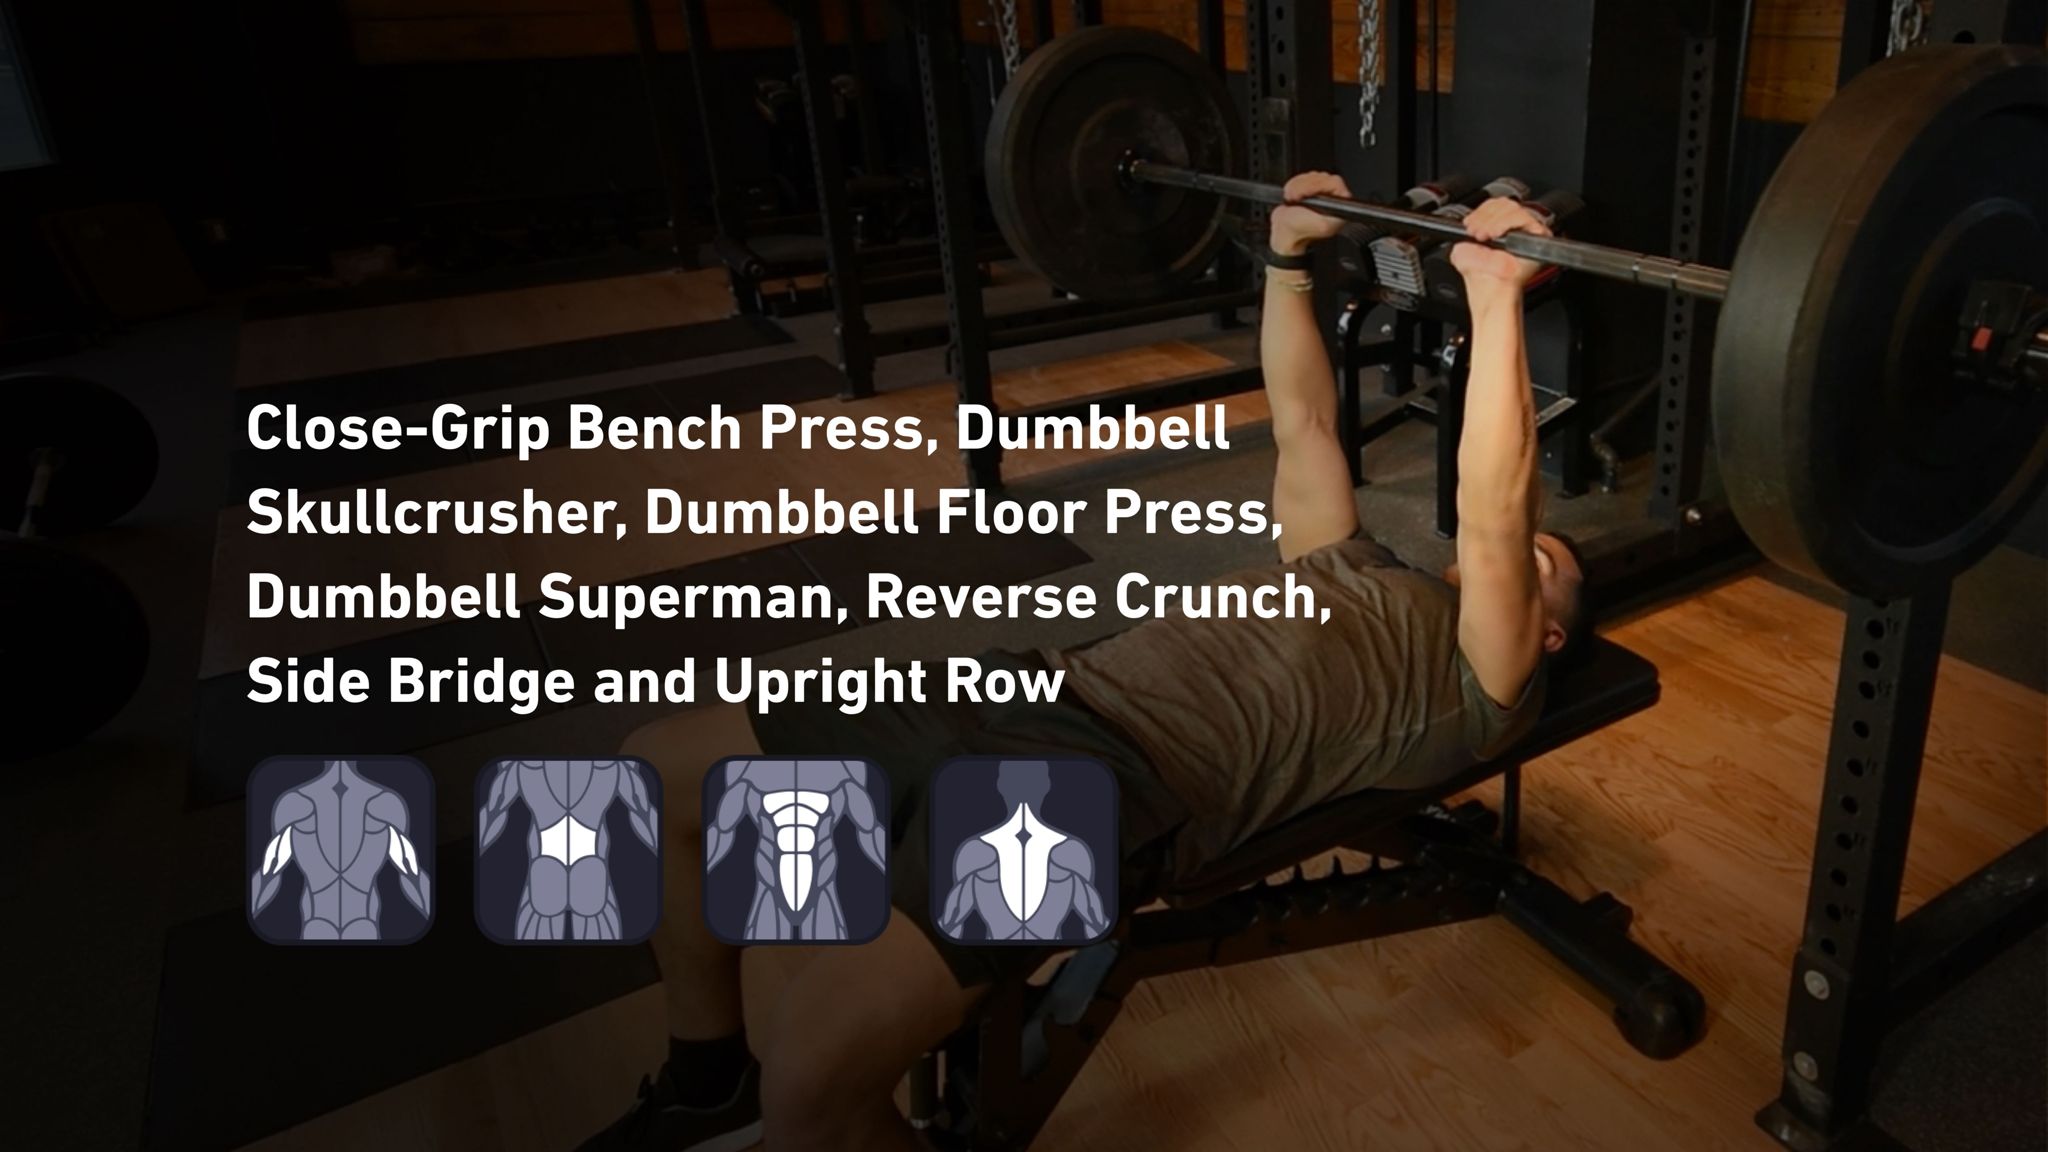 Close-Grip Bench Press, Dumbbell
Skullcrusher, Dumbbell Floor Press,
Dumbbell Superman, Reverse Crunch,
Side Bridge and Upright Row